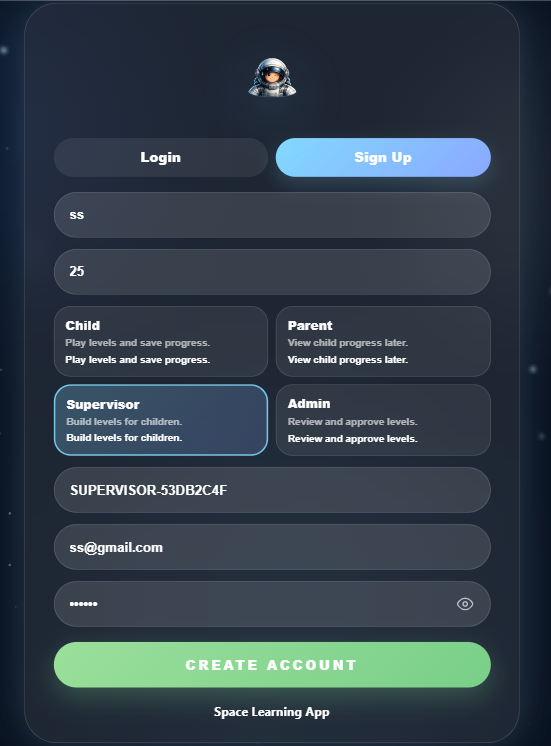 Login
Sign Up
ss
25
Child
Play levels and save progress.
Play levels and save progress.
Parent
View child progress later.
View child progress later.
Supervisor
Build levels for children.
Build levels for children.
Admin
Review and approve levels.
Review and approve levels.
SUPERVISOR-53DB2C4F
ss@gmail.com
••••••
CREATE ACCOUNT
Space Learning App